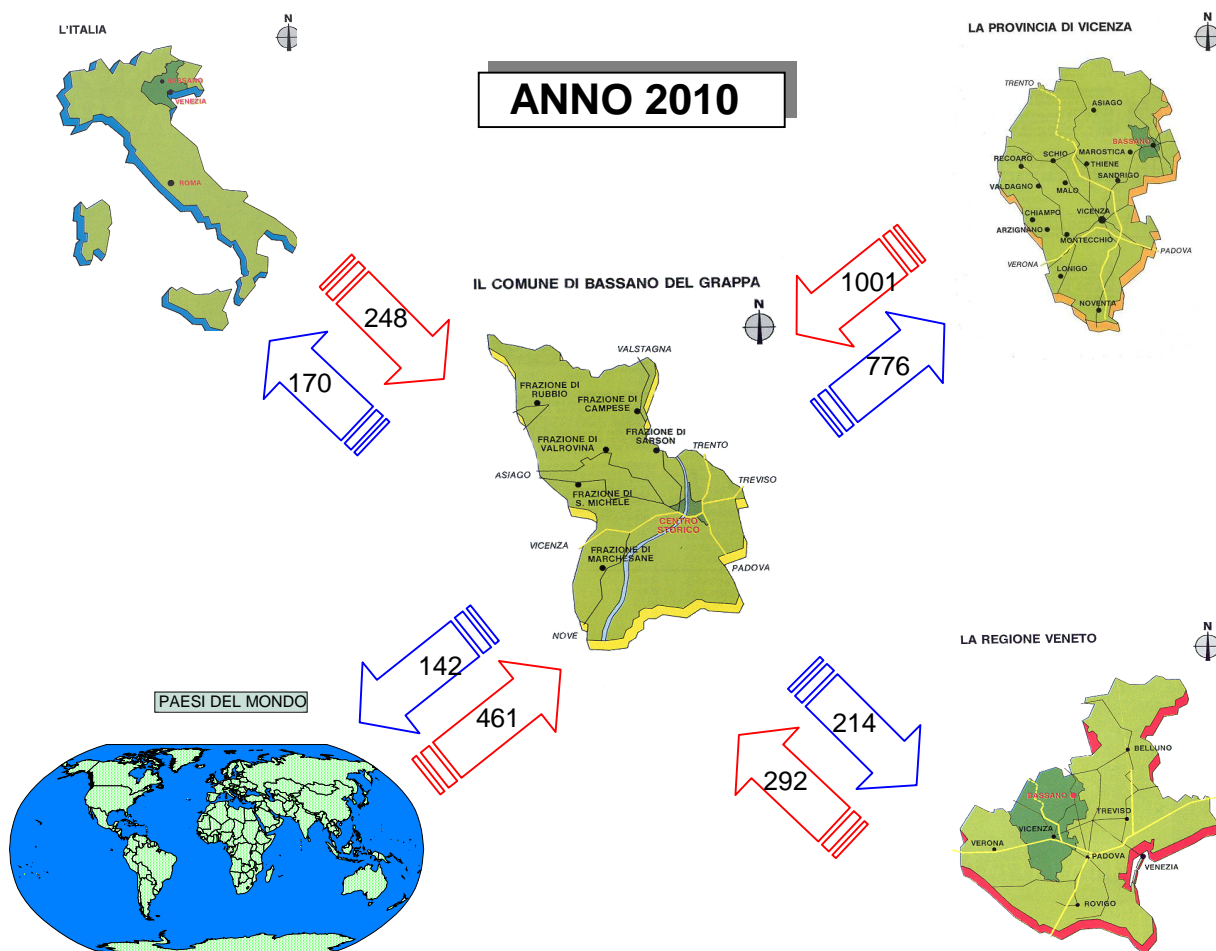 L'ITALIA
N
BASSANO
VENEZIA
ROMA
ANNO 2010
LA PROVINCIA DI VICENZA
N
TRENTO
ASIAGO
BASSANO
MAROSTICA
SCHIO
THIENE
RECOARO
SANDRIGO
VALDAGNO
MALO
CHIAMPO
VICENZA
ARZIGNANO
MONTECCHIO
PADOVA
VERONA
LONIGO
NOVENTA
248
170
1001
776
IL COMUNE DI BASSANO DEL GRAPPA
N
VALSTAGNA
FRAZIONE DI
RUBBIO
FRAZIONE DI
CAMPESE
FRAZIONE DI
SARSON
FRAZIONE DI
VALROVINA
TRENTO
ASIAGO
TREVISO
FRAZIONE DI
S. MICHELE
CENTRO
STORICO
VICENZA
FRAZIONE DI
MARCHESANE
PADOVA
NOVE
142
461
214
292
PAESI DEL MONDO
LA REGIONE VENETO
N
BELLUNO
BASSANO
TREVISO
VICENZA
VERONA
PADOVA
VENEZIA
ROVIGO